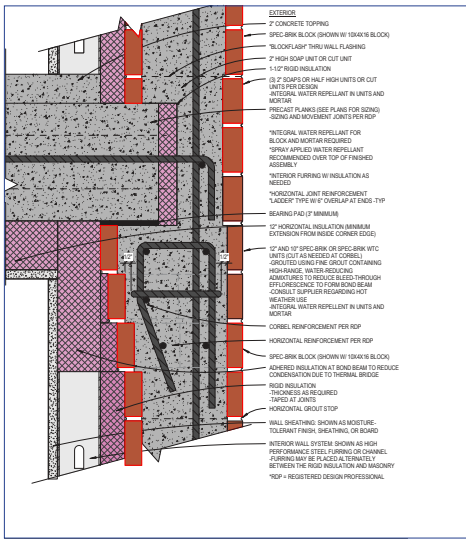 EXTERIOR
2" CONCRETE TOPPING
SPEC-BRIK BLOCK (SHOWN W/ 10X4X16 BLOCK)
"BLOCKFLASH" THRU WALL FLASHING
2" HIGH SOAP UNIT OR CUT UNIT
1-1/2" RIGID INSULATION
(3) 2" SOAPS OR HALF HIGH UNITS OR CUT
UNITS PER DESIGN
-INTEGRAL WATER REPELLENT IN UNITS AND
MORTAR
PRECAST PLANKS (SEE PLANS FOR SIZING)
-SIZING AND MOVEMENT JOINTS PER RDP
*INTEGRAL WATER REPELLANT FOR
BLOCK AND MORTAR REQUIRED
*SPRAY APPLIED WATER REPELLANT
RECOMMENDED OVER TOP OF FINISHED
ASSEMBLY
*INTERIOR FURRING W/ INSULATION AS
NEEDED
*HORIZONTAL JOINT REINFORCEMENT
"LADDER" TYPE W/ 6" OVERLAP AT ENDS -TYP
BEARING PAD (3" MINIMUM)
12" HORIZONTAL INSULATION (MINIMUM
EXTENSION FROM INSIDE CORNER EDGE)
1/2"
1/2"
12" AND 10" SPEC-BRIK OR SPEC-BRIK WTC
UNITS (CUT AS NEEDED AT CORBEL)
-GROUTED USING FINE GROUT CONTAINING
HIGH-RANGE, WATER-REDUCING
ADMIXTURES TO REDUCE BLEED-THROUGH
EFFLORESCENCE TO FORM BOND BEAM
-CONSULT SUPPLIER REGARDING HOT
WEATHER USE
-INTEGRAL WATER REPELLENT IN UNITS AND
MORTAR
CORBEL REINFORCEMENT PER RDP
HORIZONTAL REINFORCEMENT PER RDP
SPEC-BRIK BLOCK (SHOWN W/ 10X4X16 BLOCK)
ADHERED INSULATION AT BOND BEAM TO REDUCE
CONDENSATION DUE TO THERMAL BRIDGE
RIGID INSULATION
-THICKNESS AS REQUIRED
-TAPED AT JOINTS
HORIZONTAL GROUT STOP
WALL SHEATHING: SHOWN AS MOISTURE-
TOLERANT FINISH, SHEATHING, OR BOARD
INTERIOR WALL SYSTEM: SHOWN AS HIGH
PERFORMANCE STEEL FURRING OR CHANNEL
-FURRING MAY BE PLACED ALTERNATELY
BETWEEN THE RIGID INSULATION AND MASONRY
*RDP = REGISTERED DESIGN PROFESSIONAL